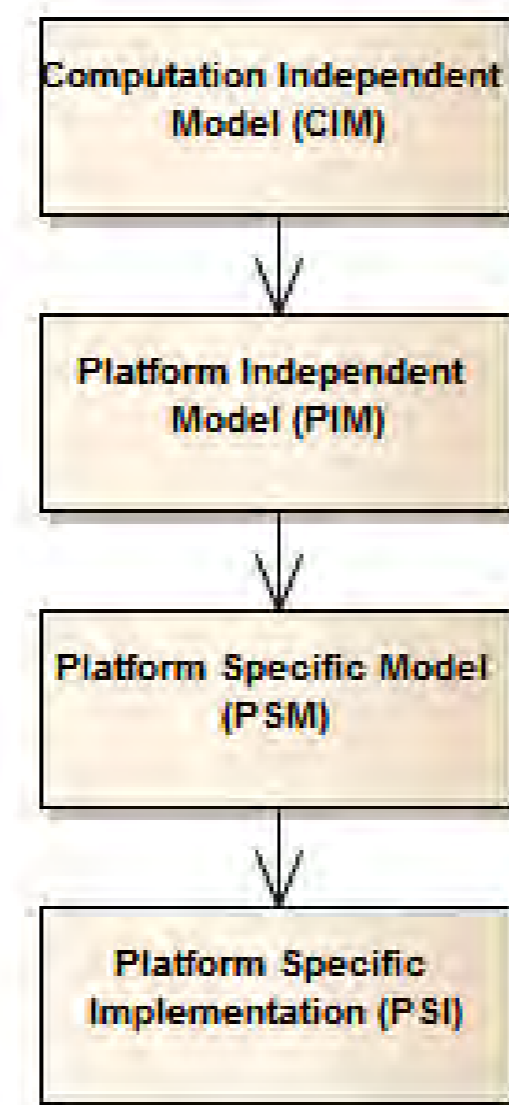 Computation Independent
Model (CIM)
Platform Independent
Model (PIM)
Platform Specific Model
(PSM)
Platform Specific
Implementation (PSI)